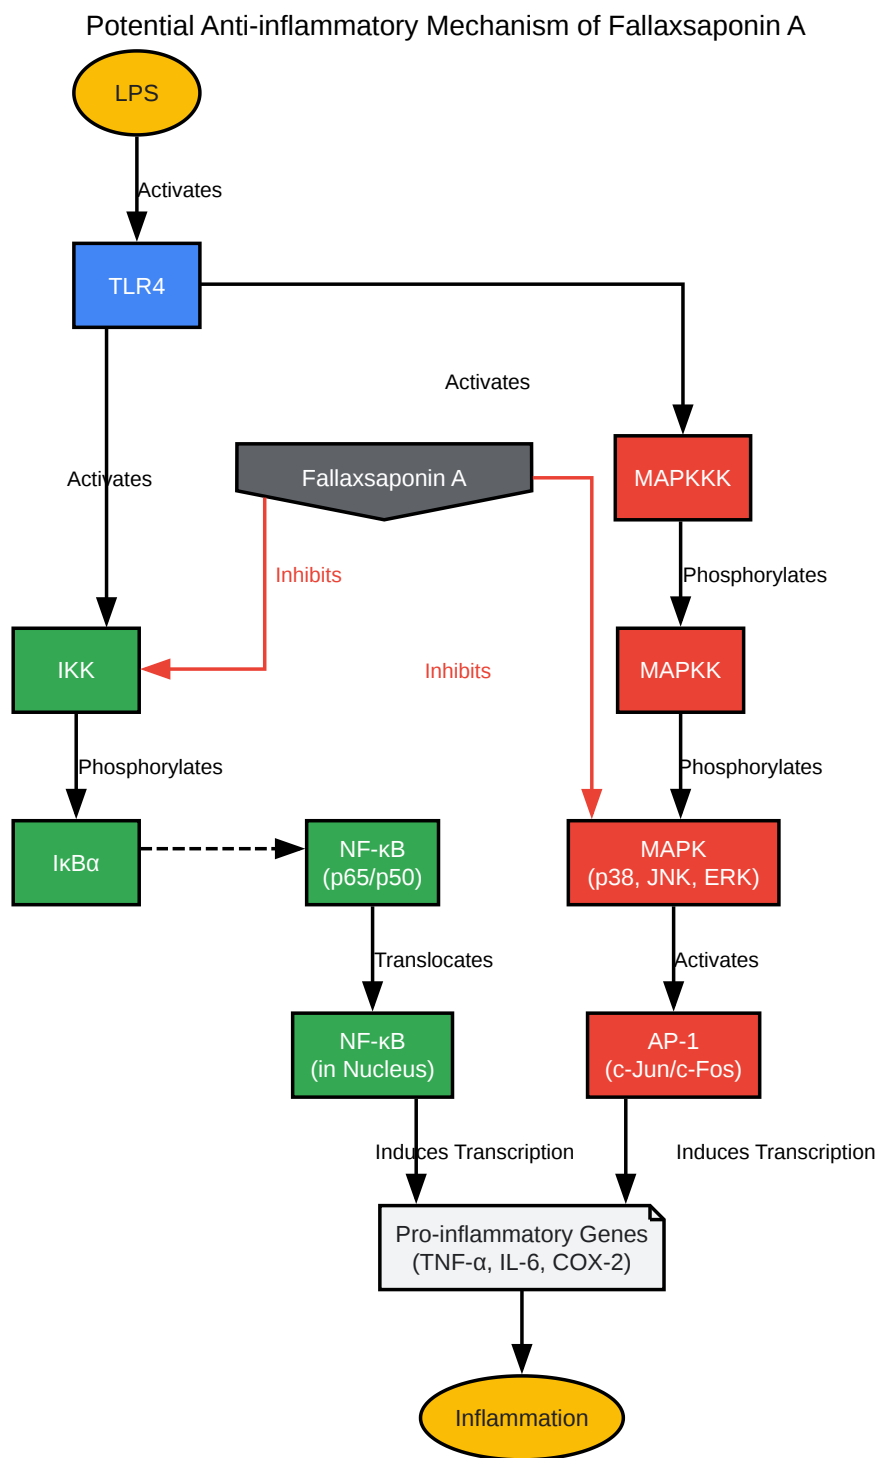 Potential Anti-inflammatory Mechanism of Fallaxsaponin A
LPS
Activates
TLR4
Activates
Activates
Fallaxsaponin A
MAPKKK
Inhibits
Phosphorylates
IKK
Inhibits
MAPKK
Phosphorylates
Phosphorylates
IκBα
NF-κB
(p65/p50)
MAPK
(p38, JNK, ERK)
Translocates
Activates
NF-κB
(in Nucleus)
AP-1
(c-Jun/c-Fos)
Induces Transcription
Induces Transcription
Pro-inflammatory Genes
(TNF-α, IL-6, COX-2)
Inflammation